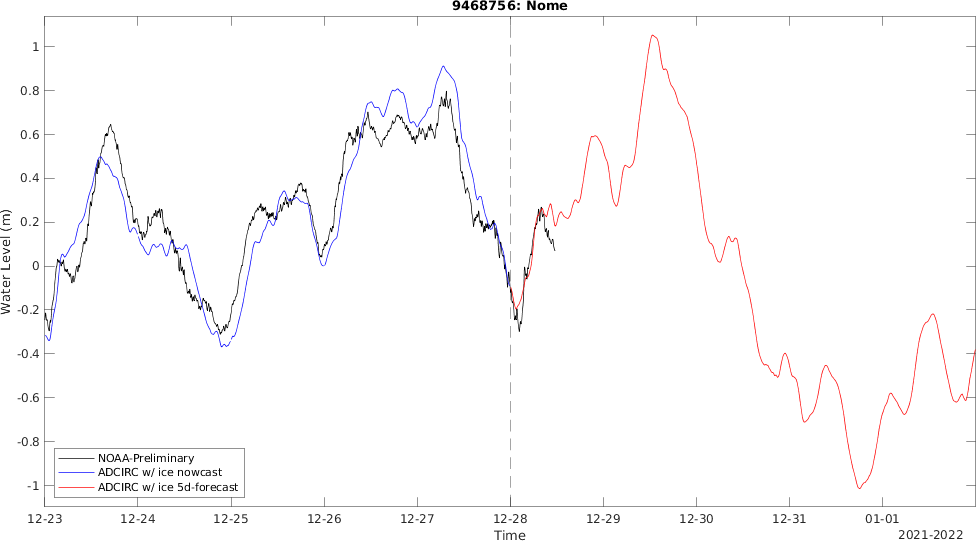 9468756: Nome
Water Level (m)
1
0.8
0.6
0.4
0.2
0
-0.2
-0.4
-0.6
-0.8
-1
NOAA-Preliminary
ADCIRC w/ ice nowcast
ADCIRC w/ ice 5d-forecast
12-23 12-24 12-25 12-26 12-27 12-28 12-29 12-30 12-31 01-01
Time
2021-2022